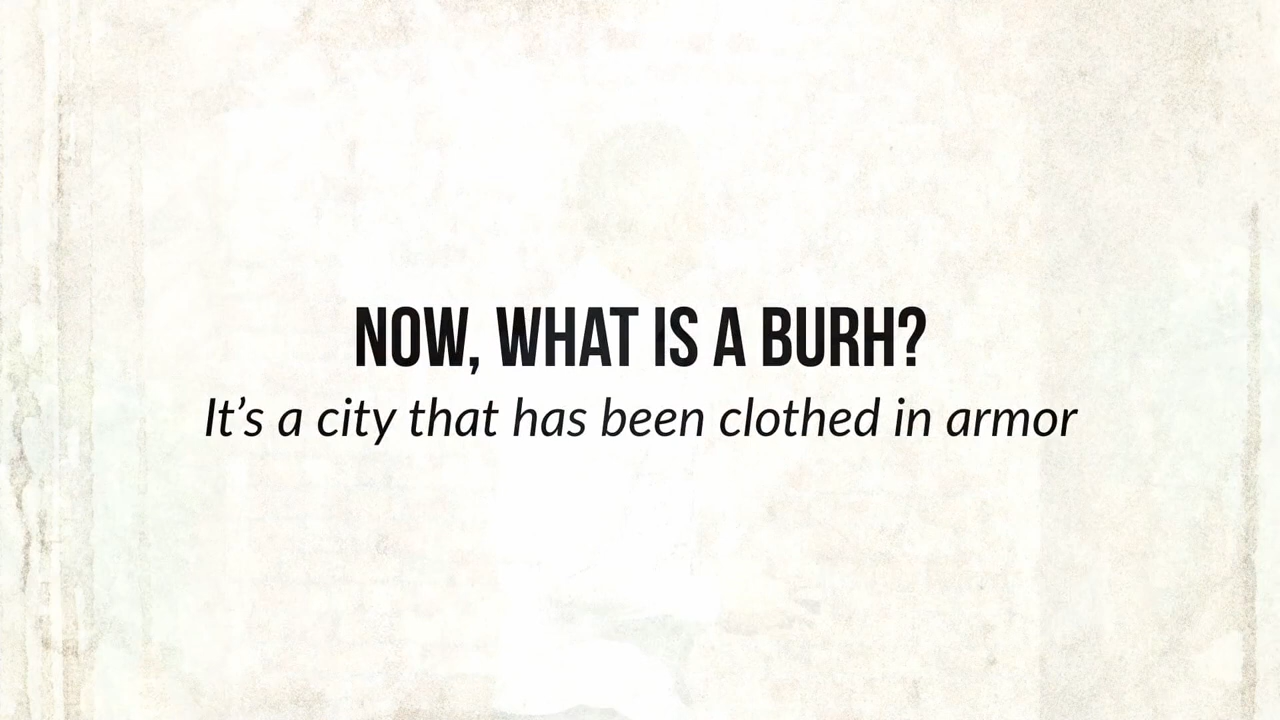 NOW, WHAT IS A BURH?
It’s a city that has been clothed in armor